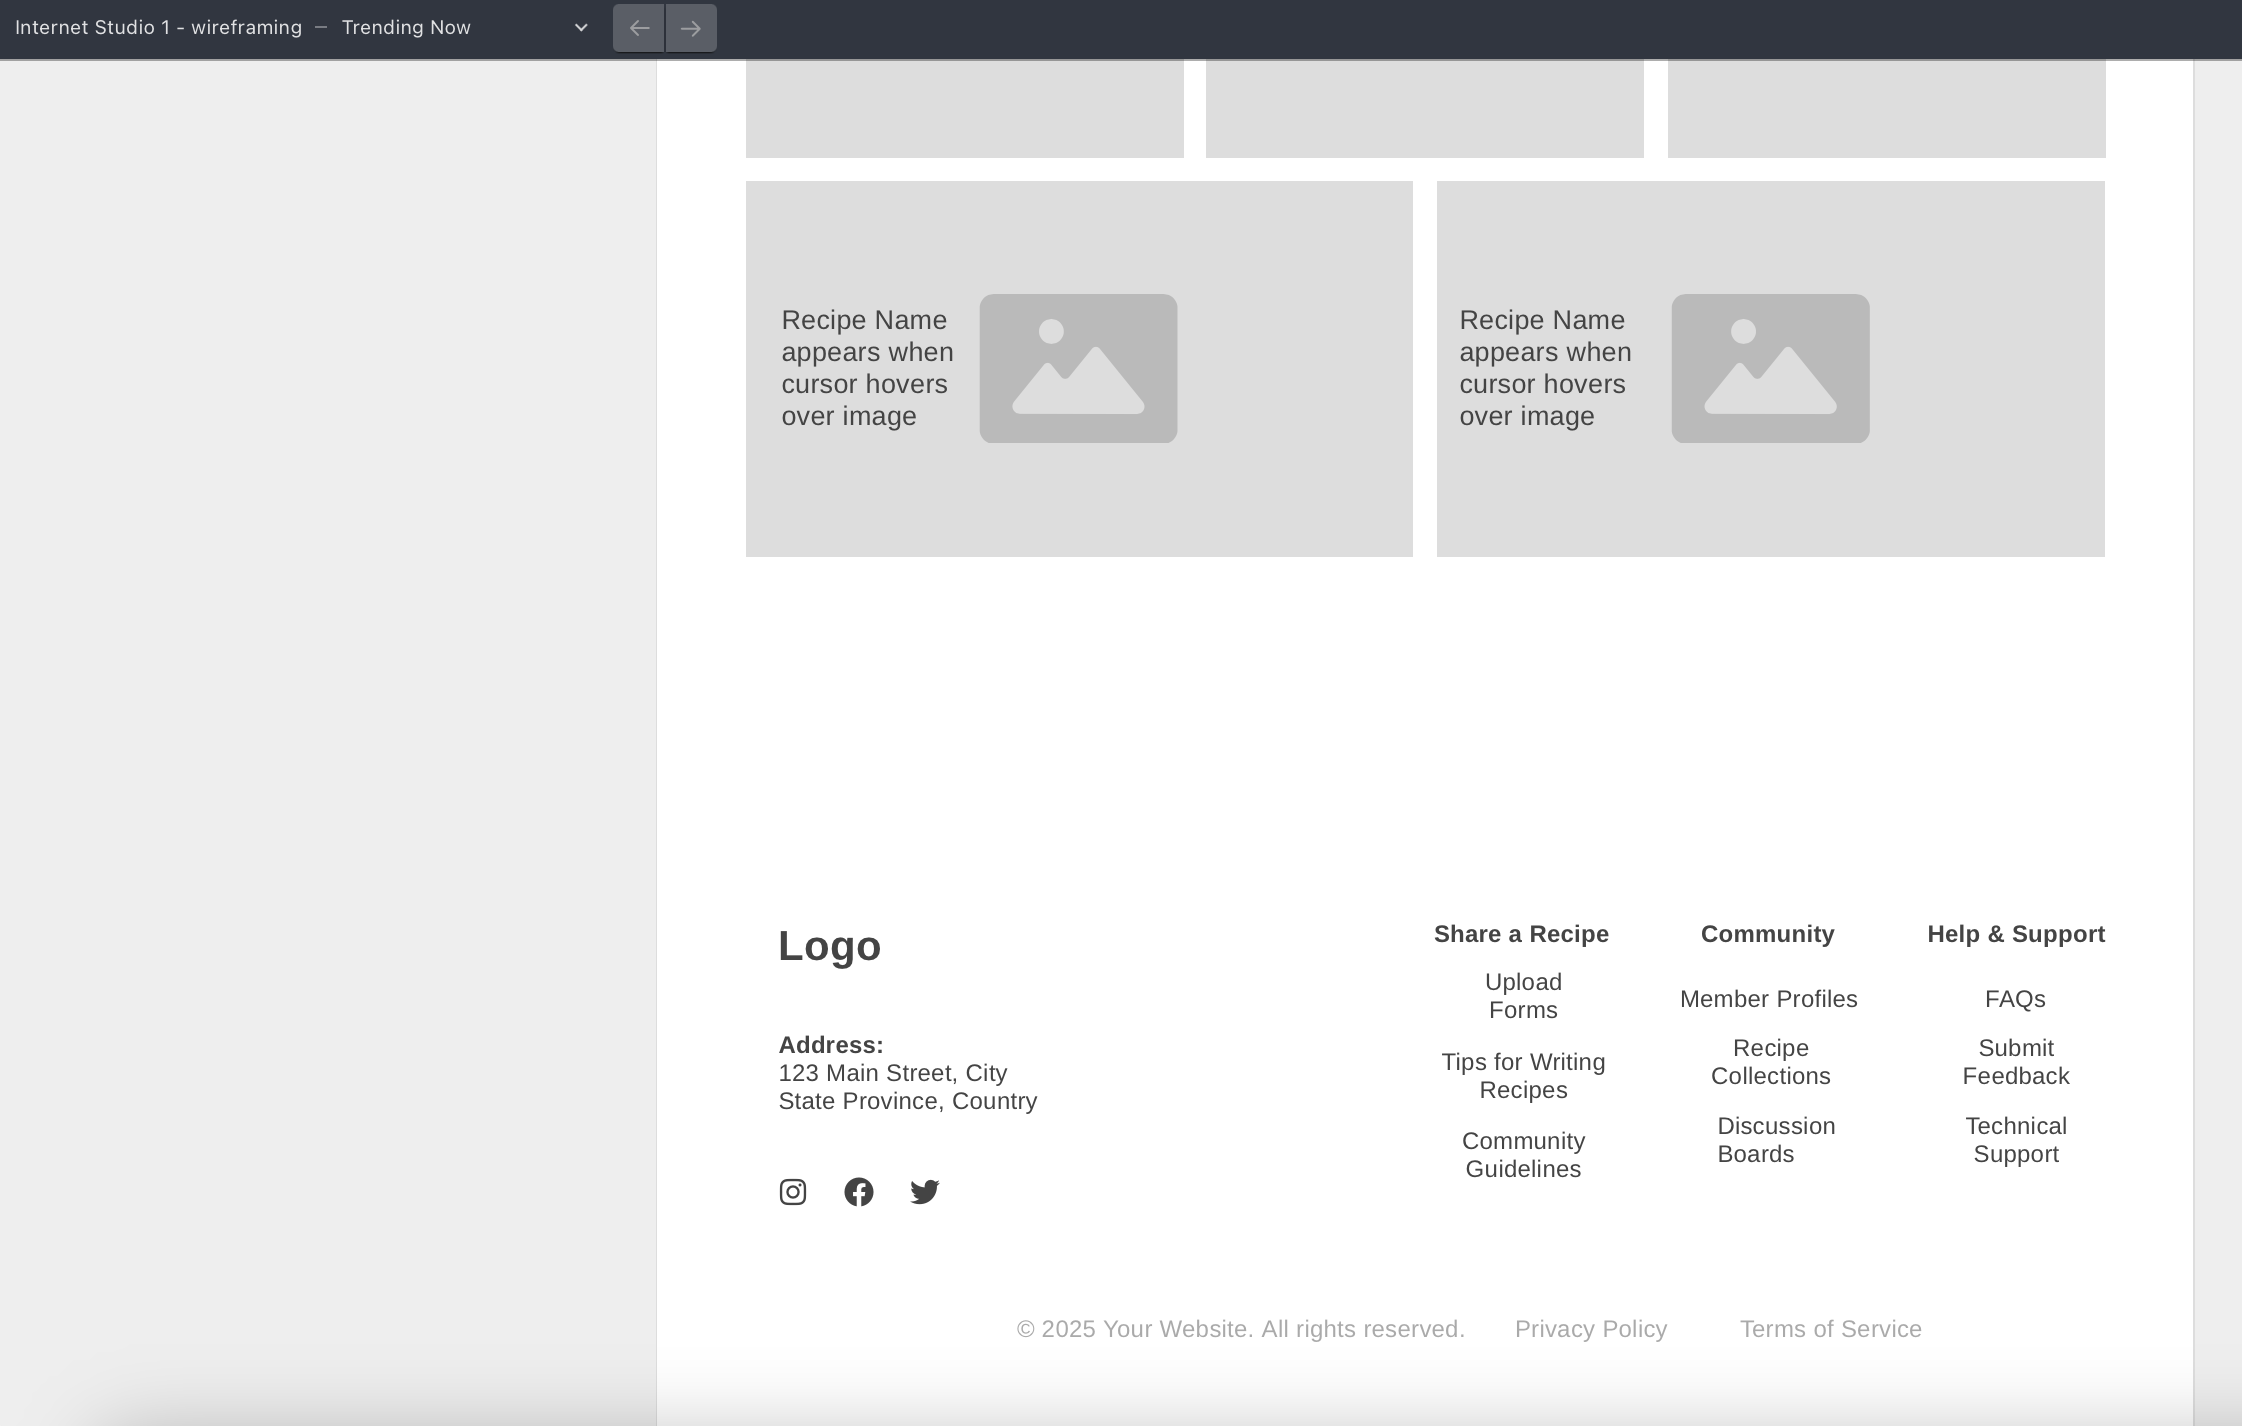 Internet Studio 1 - wireframing — Trending Now
Recipe Name
appears when
cursor hovers
over image
Recipe Name
appears when
cursor hovers
over image
Logo
Address:
123 Main Street, City
State Province, Country
Share a Recipe
Upload
Forms
Tips for Writing
Recipes
Community
Guidelines
Community
Member Profiles
Recipe
Collections
Discussion
Boards
Help & Support
FAQs
Submit
Feedback
Technical
Support
© 2025 Your Website. All rights reserved. Privacy Policy Terms of Service